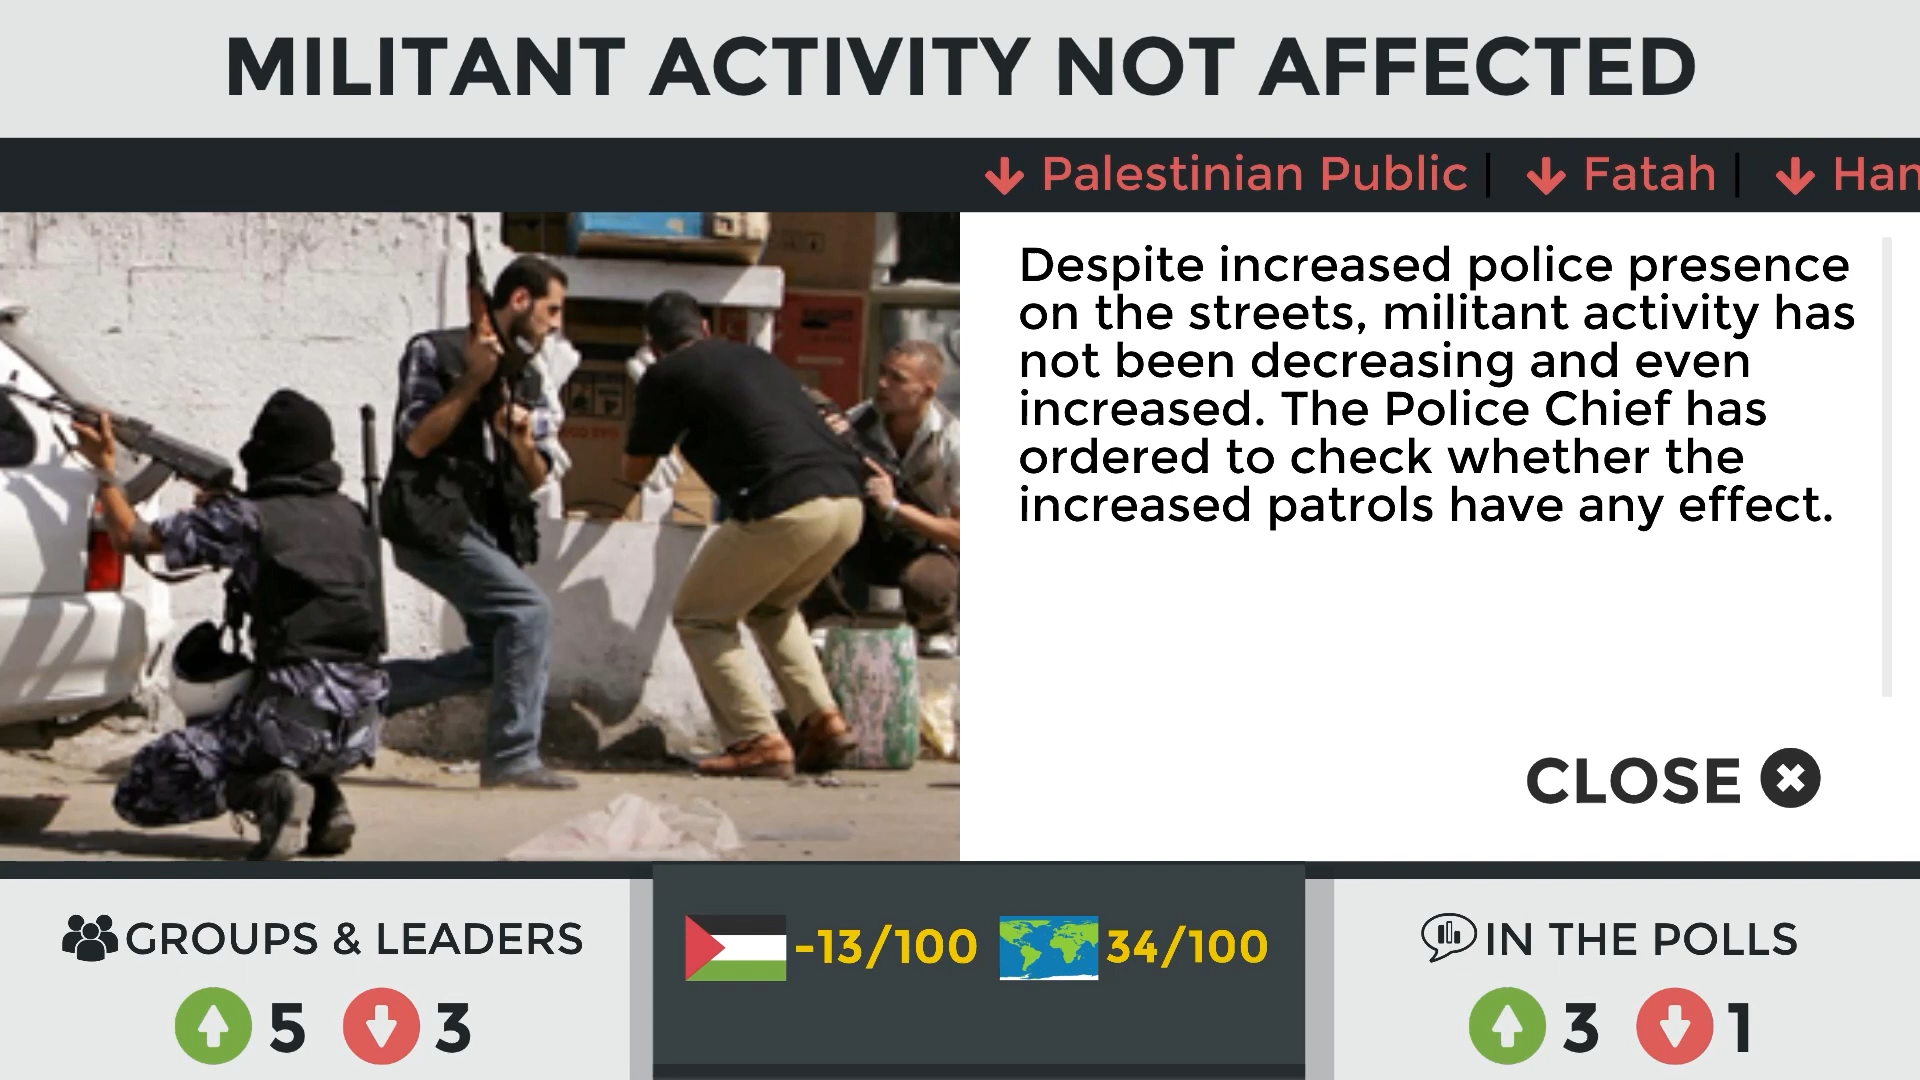 MILITANT ACTIVITY NOT AFFECTED
Palestinian Public | Fatah |
Despite increased police presence
on the streets, militant activity has
not been decreasing and even
increased. The Police Chief has
ordered to check whether the
increased patrols have any effect.
CLOSE
GROUPS & LEADERS
5 3
-13/100 34/100
IN THE POLLS
3 1